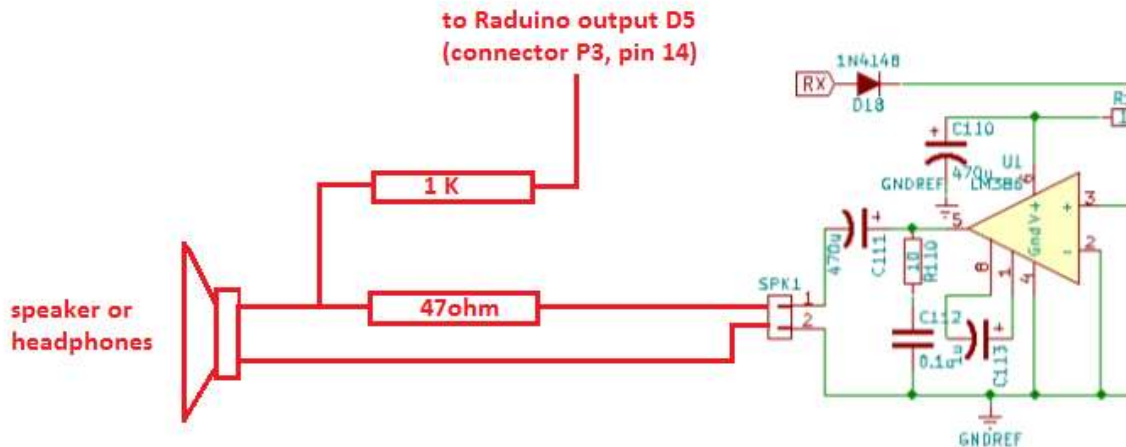 to Raduino output D5
(connector P3, pin 14)
1N4148
RX
D18
C110
470u
GNDREF
U1
LM386
1 K
speaker or
headphones
47ohm
SPK1
1
2
470u
C111
+
5
10
R110
C112
0.1u
8
1
1u
C113
+
4
Gnd
V+
6
+
3
-
2
GNDREF